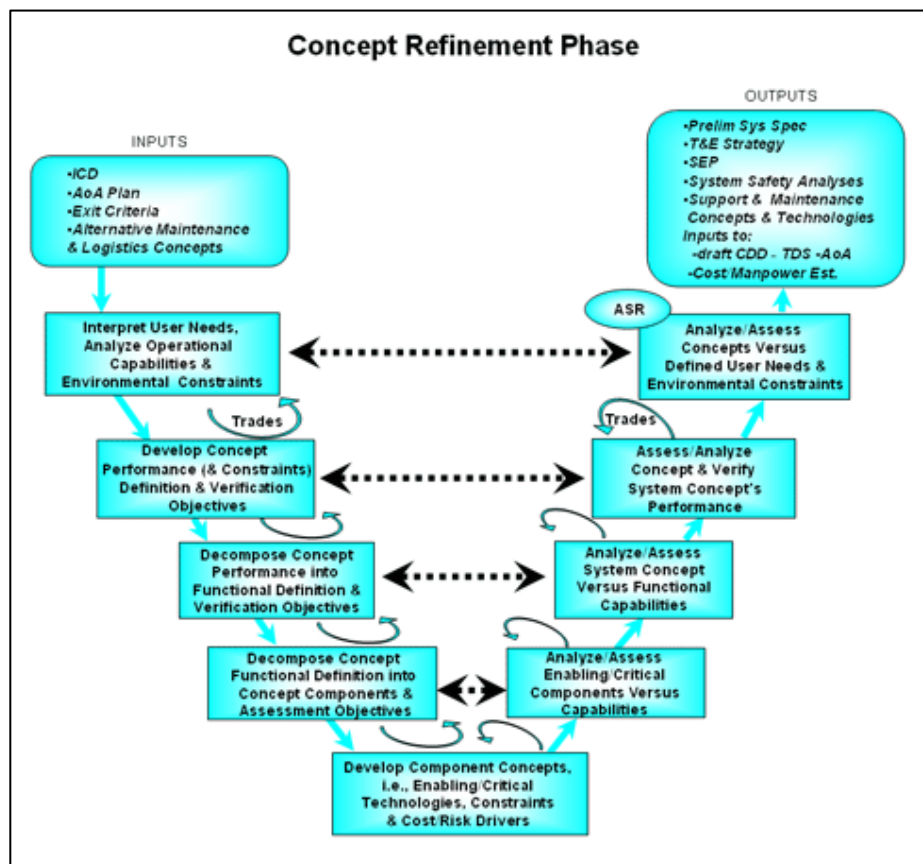 Concept Refinement Phase
INPUTS
•ICD
•AoA Plan
•Exit Criteria
•Alternative Maintenance
& Logistics Concepts
OUTPUTS
•Prelim Sys Spec
•T&E Strategy
•SEP
•System Safety Analyses
•Support & Maintenance
Concepts & Technologies
Inputs to:
-draft CDD - TDS -AoA
-Cost/Manpower Est.
Interpret User Needs,
Analyze Operational
Capabilities &
Environmental Constraints
ASR
Analyze/Assess
Concepts Versus
Defined User Needs &
Environmental Constraints
Trades
Trades
Develop Concept
Performance (& Constraints)
Definition & Verification
Objectives
Assess/Analyze
Concept & Verify
System Concept's
Performance
Decompose Concept
Performance into
Functional Definition &
Verification Objectives
Analyze/Assess
System Concept
Versus Functional
Capabilities
Decompose Concept
Functional Definition into
Concept Components &
Assessment Objectives
Analyze/Assess
Enabling/Critical
Components Versus
Capabilities
Develop Component Concepts,
i.e., Enabling/Critical
Technologies, Constraints
& Cost/Risk Drivers